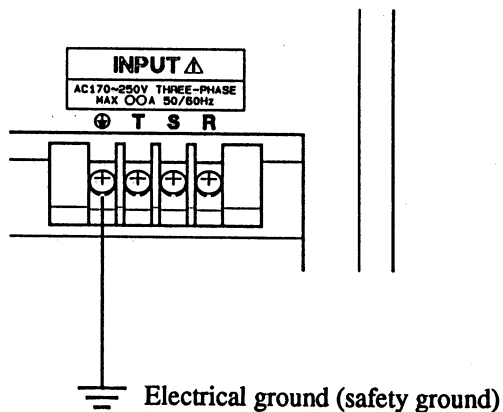 INPUT ⚠
AC170~250V THREE-PHASE
MAX ○○A 50/60Hz
⏚ T S R
Electrical ground (safety ground)